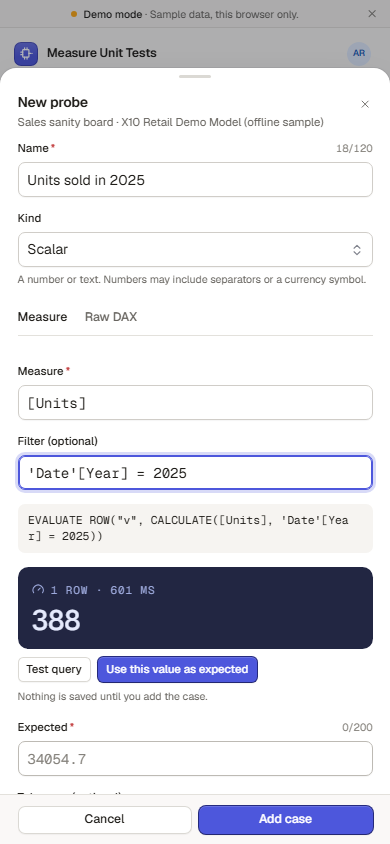 Demo mode · Sample data, this browser only.
Measure Unit Tests
AR
New probe
Sales sanity board · X10 Retail Demo Model (offline sample)
Name*
18/120
Units sold in 2025
Kind
Scalar
A number or text. Numbers may include separators or a currency symbol.
Measure
Raw DAX
Measure*
[Units]
Filter (optional)
'Date'[Year] = 2025
EVALUATE ROW("v", CALCULATE([Units], 'Date'[Yea
r] = 2025))
1 ROW · 601 MS
388
Test query
Use this value as expected
Nothing is saved until you add the case.
Expected*
0/200
34054.7
Cancel
Add case